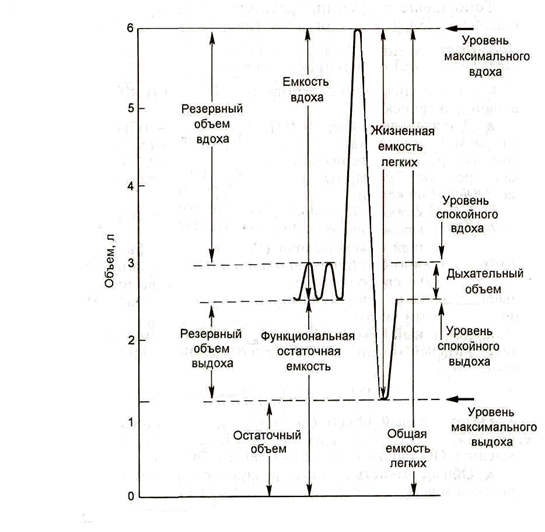 Объем, л
6
5
4
3
2
1
0
Резервный
объем
вдоха
Емкость
вдоха
Жизненная
емкость
легких
Уровень
максимального
вдоха
Уровень
спокойного
вдоха
Дыхательный
объем
Уровень
спокойного
выдоха
Резервный
объем
выдоха
Функциональная
остаточная
емкость
Остаточный
объем
Общая
емкость
легких
Уровень
максимального
выдоха